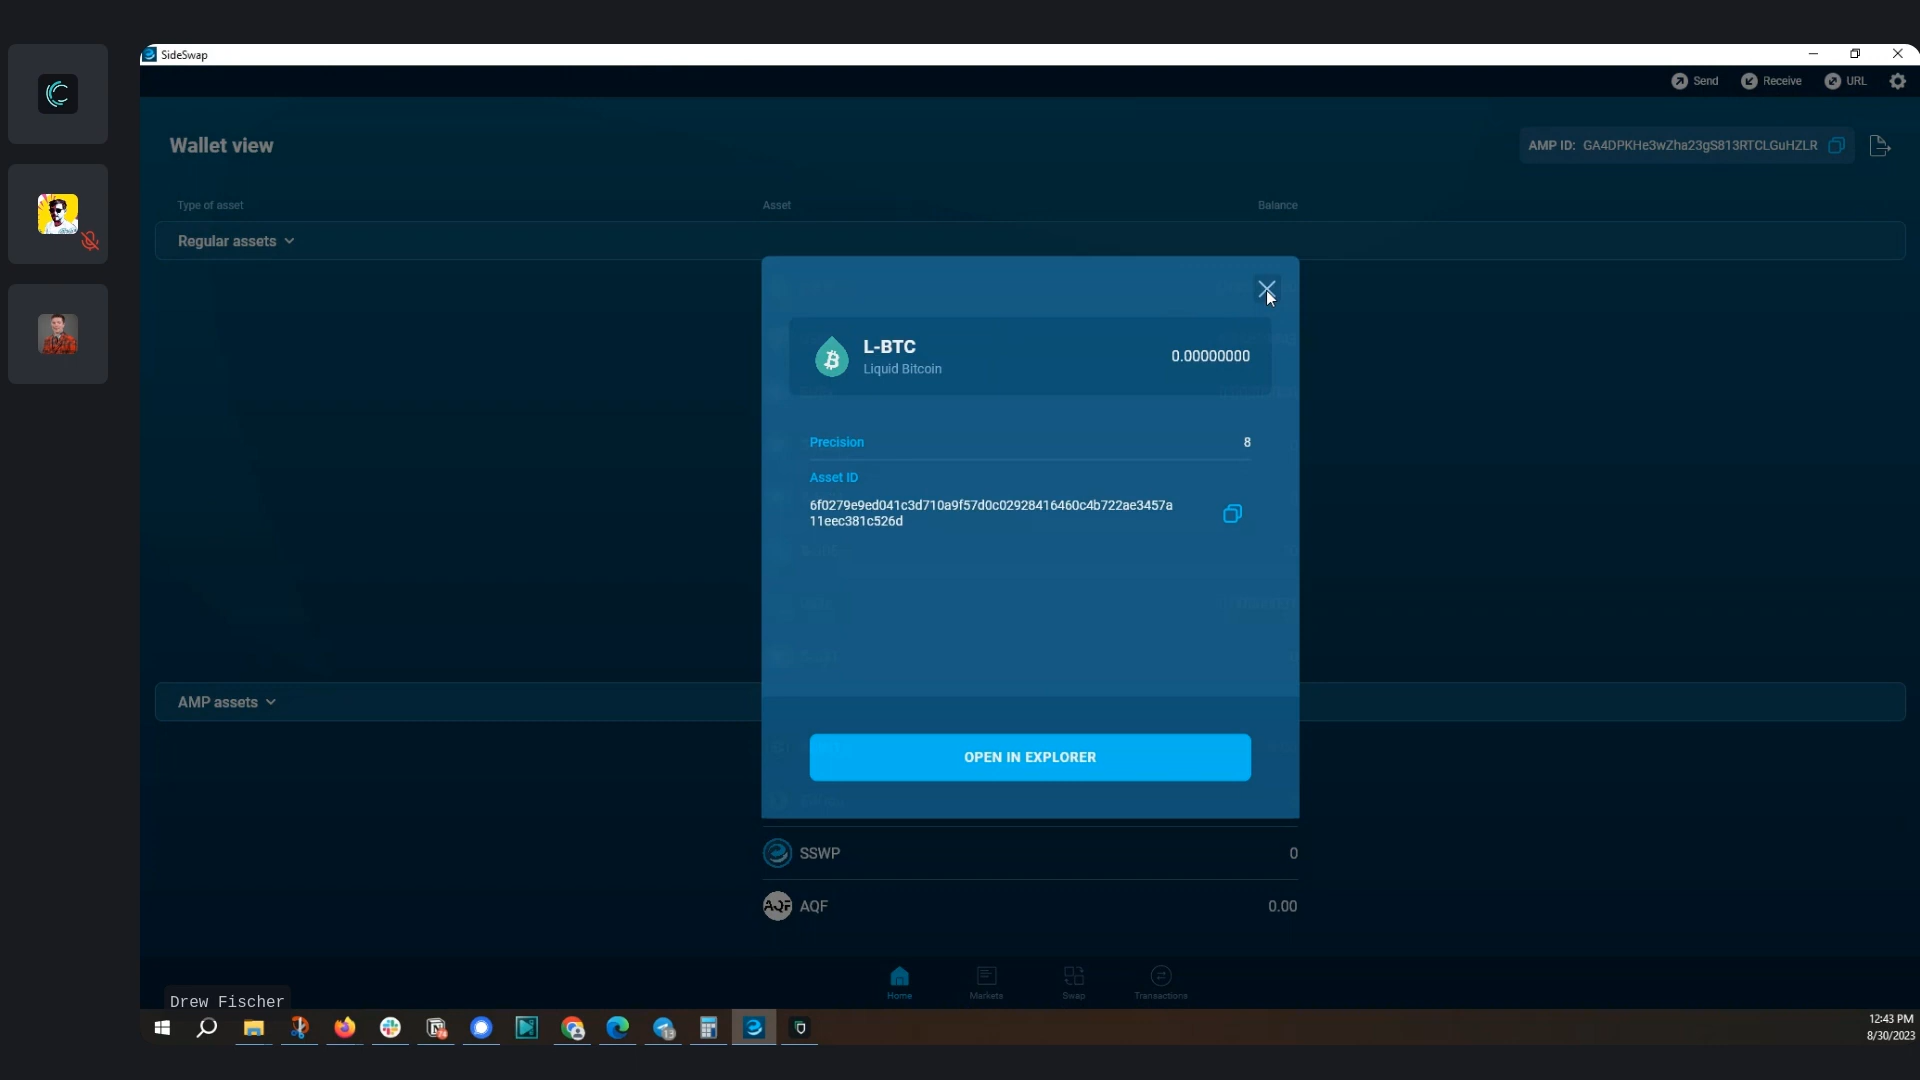 SideSwap
Send
Receive
URL
Wallet view
AMP ID: GA4DPKHe3wZha23gS813RTCLGuHZLR
Type of asset
Asset
Balance
Regular assets
L-BTC
0.00000000
Liquid Bitcoin
Precision
8
Asset ID
6f0279e9ed041c3d710a9f57d0c02928416460c4b722ae3457a
11eec381c526d
AMP assets
OPEN IN EXPLORER
SSWP
0
AQF
AQF
0.00
Home
Markets
Swap
Transactions
Drew Fischer
12:43 PM
8/30/2023